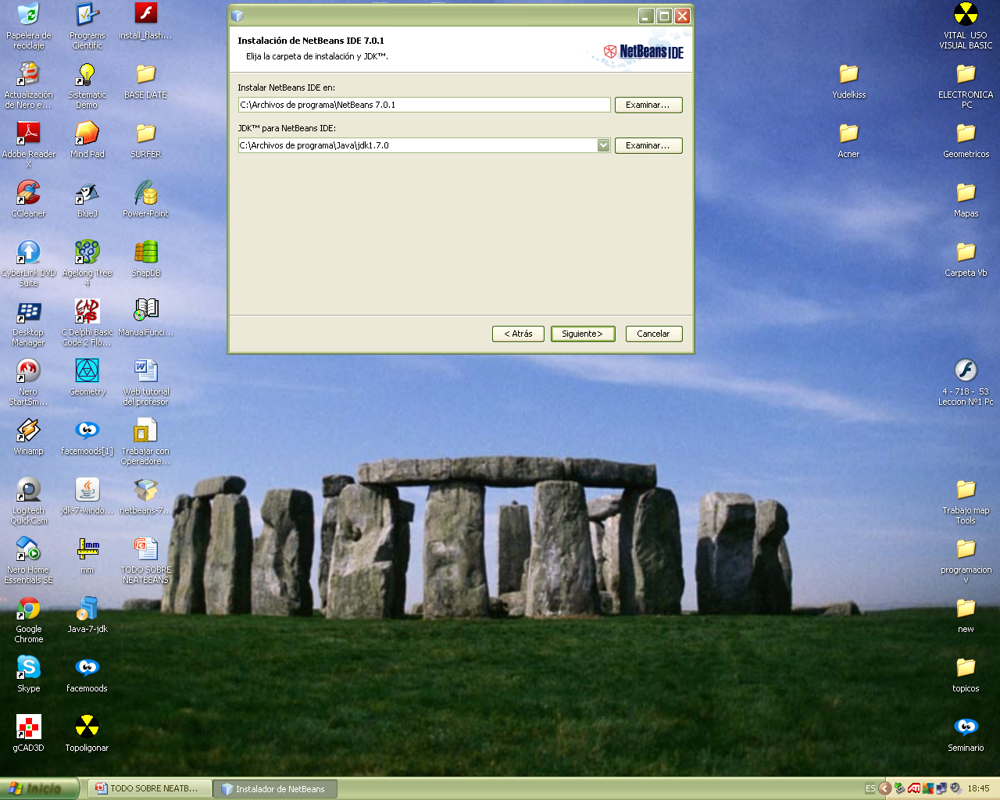 Instalación de NetBeans IDE 7.0.1
Elija la carpeta de instalación y JDK™.
NetBeans IDE
Instalar NetBeans IDE en:
C:\Archivos de programa\NetBeans 7.0.1
Examinar...
JDK™ para NetBeans IDE:
C:\Archivos de programa\Java\jdk1.7.0
Examinar...
< Atrás
Siguiente>
Cancelar
Papelera de
reciclaje
Programs
Cientific
install_flash...
Actualización
de Nero e...
Sistematic
Demo
BASE DATE
Adobe Reader
X
Mind Pad
SURFER
CCleaner
BlueJ
Power-Point
CyberLink DVD
Suite
Agelong Tree
4
SnapDB
Desktop
Manager
C Delphi Basic
Code 2 Flo...
ManualFunci...
Nero
StartSm...
Geometry
Web tutorial
del profesor
Winamp
facemoods[1]
Trabajar con
Operadore...
Logitech
QuickCam
jdk-7-windo...
netbeans-7...
Nero Home
Essentials SE
mm
mm
TODO SOBRE
NEATBEANS
Google
Chrome
Java-7-jdk
Skype
facemoods
gCAD3D
Topoligonar
VITAL USO
VISUAL BASIC
Yudelkiss
ELECTRONICA
PC
Acner
Geometricos
Mapas
Carpeta Vb
4 - 718 - 53
Leccion Nº1 Pc
Trabajo map
Tools
programacion
v
new
topicos
Seminario
Inicio
TODO SOBRE NEATB...
Instalador de NetBeans
ES
18:45